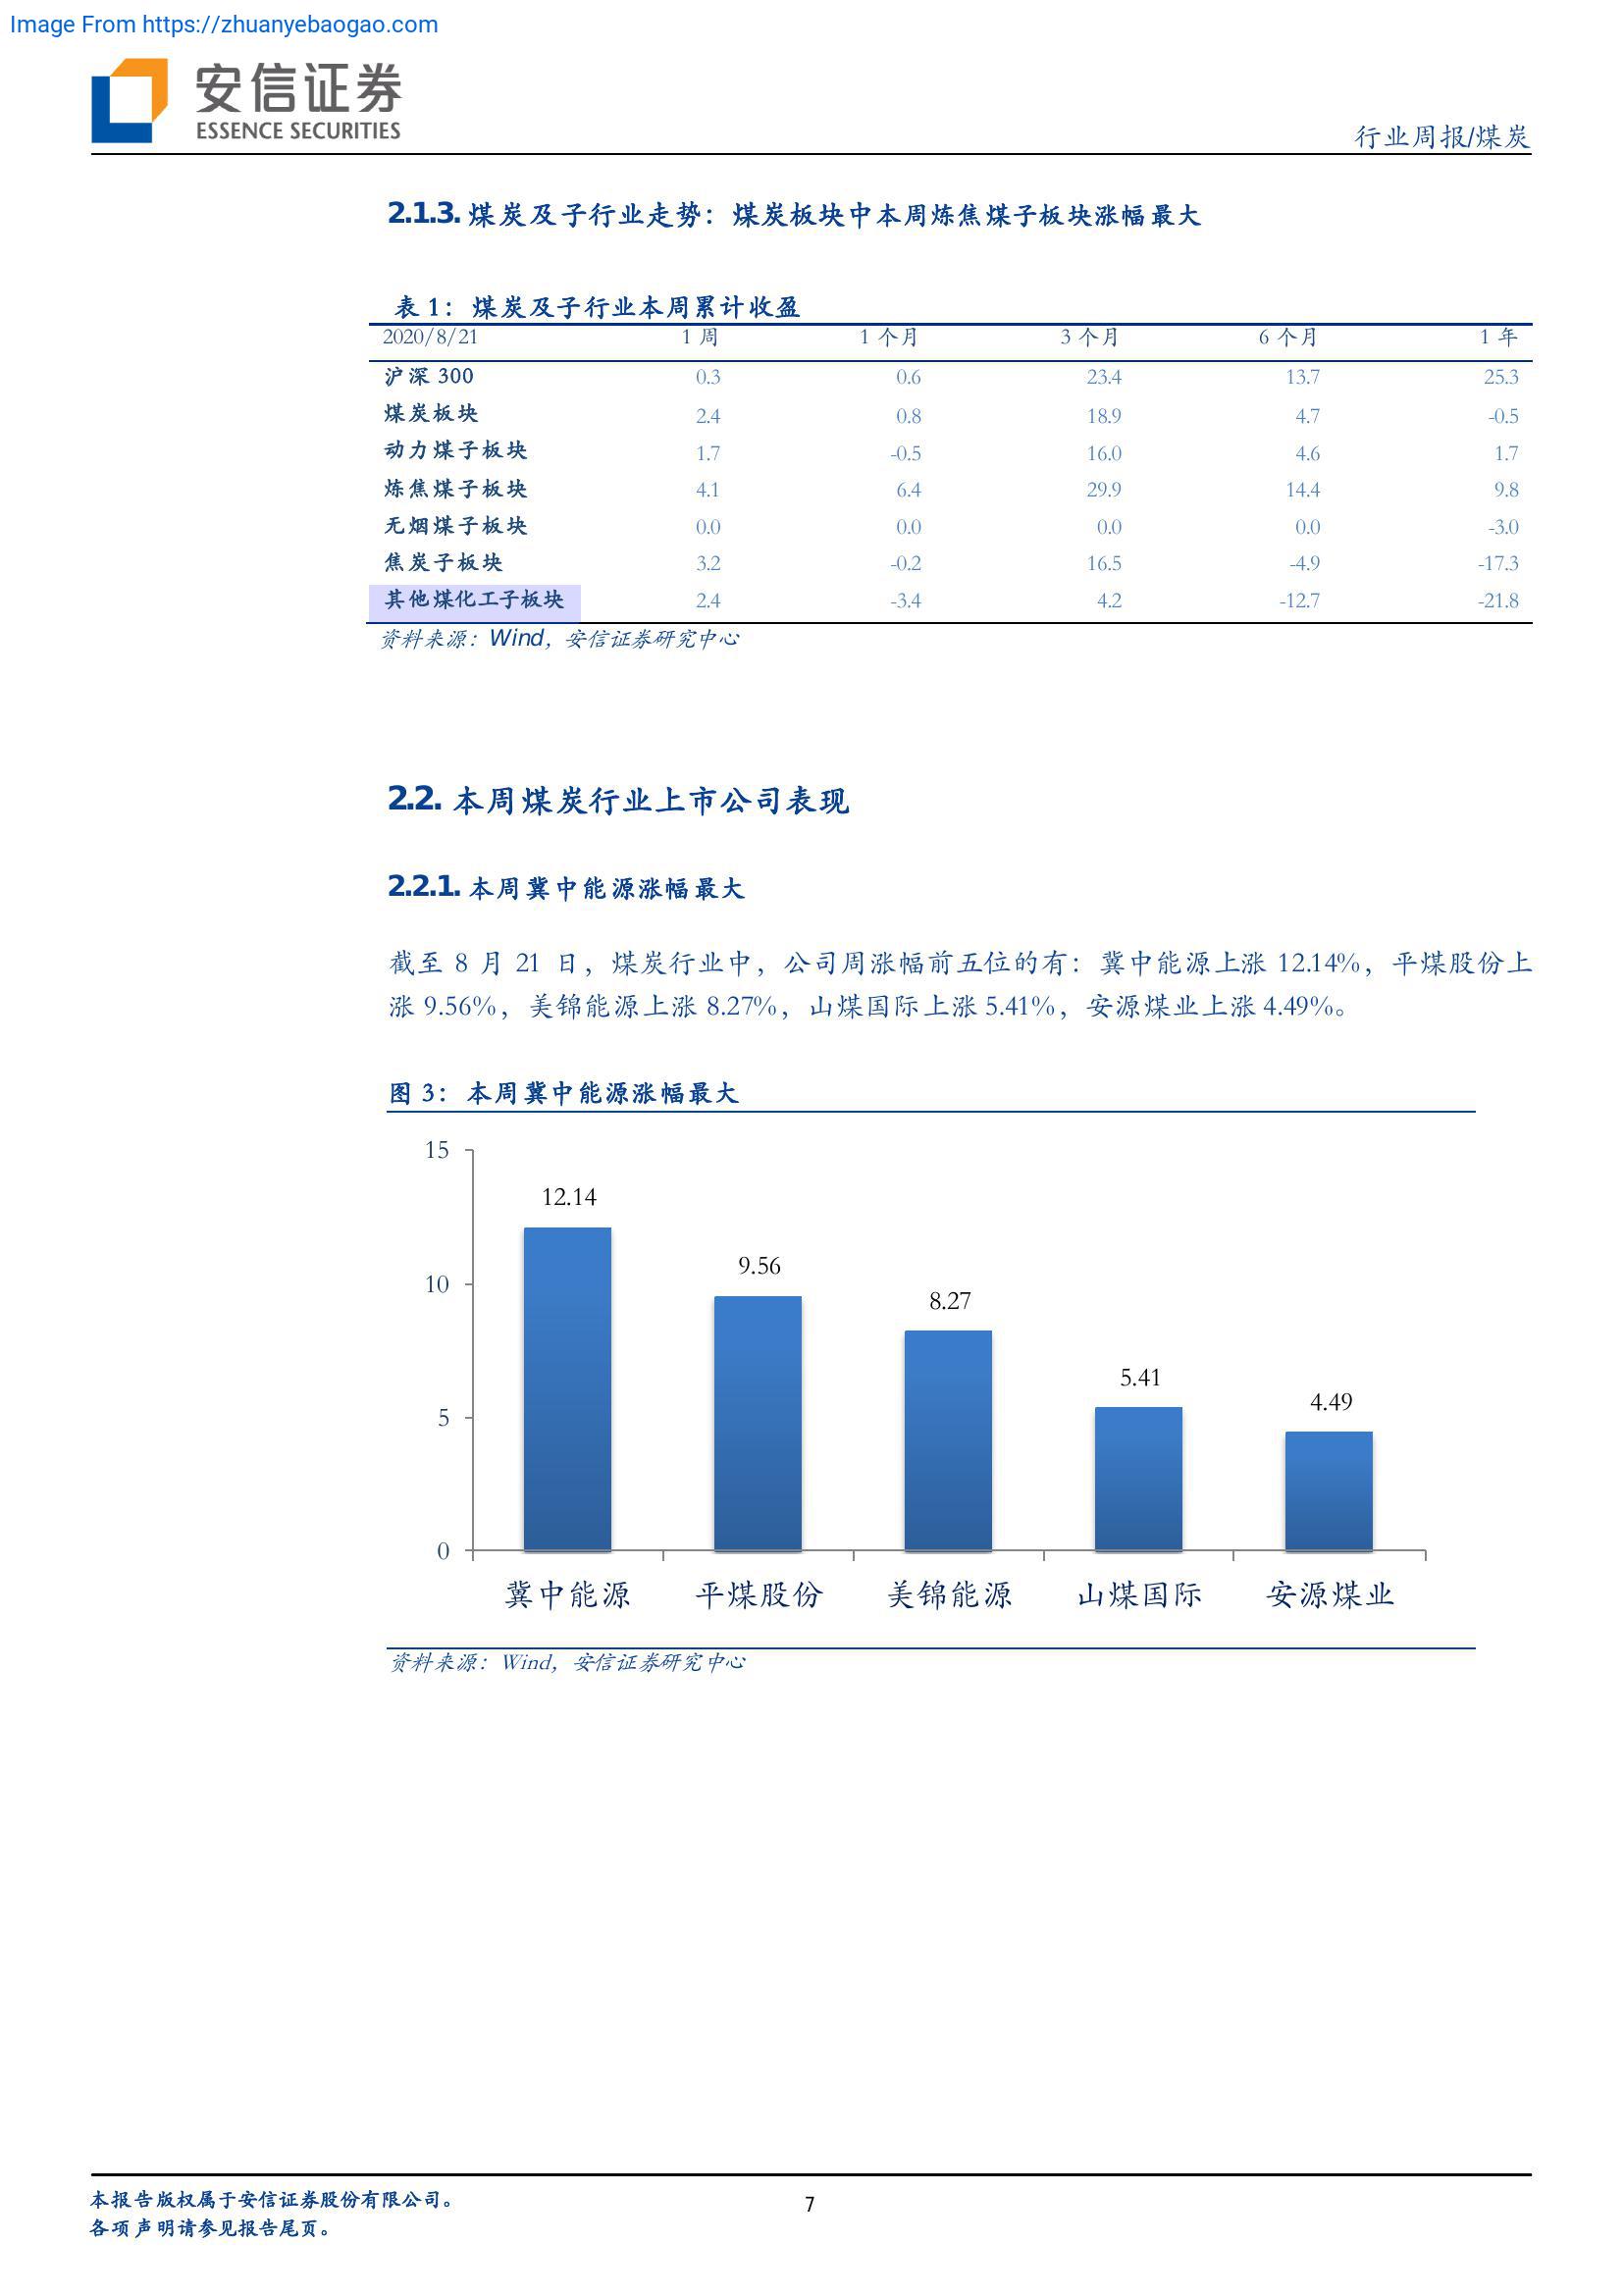 Image From https://zhuanyebaogao.com
安信证券
ESSENCE SECURITIES
行业周报/煤炭
2.1.3. 煤炭及子行业走势：煤炭板块中本周炼焦煤子板块涨幅最大
表 1：煤炭及子行业本周累计收益
2020/8/21 1 周 1 个月 3 个月 6 个月 1 年
沪深 300 0.3 0.6 23.4 13.7 25.3
煤炭板块 2.4 0.8 18.9 4.7 -0.5
动力煤子板块 1.7 -0.5 16.0 4.6 1.7
炼焦煤子板块 4.1 6.4 29.9 14.4 9.8
无烟煤子板块 0.0 0.0 0.0 0.0 -3.0
焦炭子板块 3.2 -0.2 16.5 -4.9 -17.3
其他煤化工子板块 2.4 -3.4 4.2 -12.7 -21.8
资料来源：Wind，安信证券研究中心
2.2. 本周煤炭行业上市公司表现
2.2.1. 本周冀中能源涨幅最大
截至 8 月 21 日，煤炭行业中，公司周涨幅前五位的有：冀中能源上涨 12.14%，平煤股份上
涨 9.56%，美锦能源上涨 8.27%，山煤国际上涨 5.41%，安源煤业上涨 4.49%。
图 3：本周冀中能源涨幅最大
15
12.14
9.56
10
8.27
5.41
4.49
5
0
冀中能源 平煤股份 美锦能源 山煤国际 安源煤业
资料来源：Wind，安信证券研究中心
本报告版权属于安信证券股份有限公司。
7
各项声明请参见报告尾页。